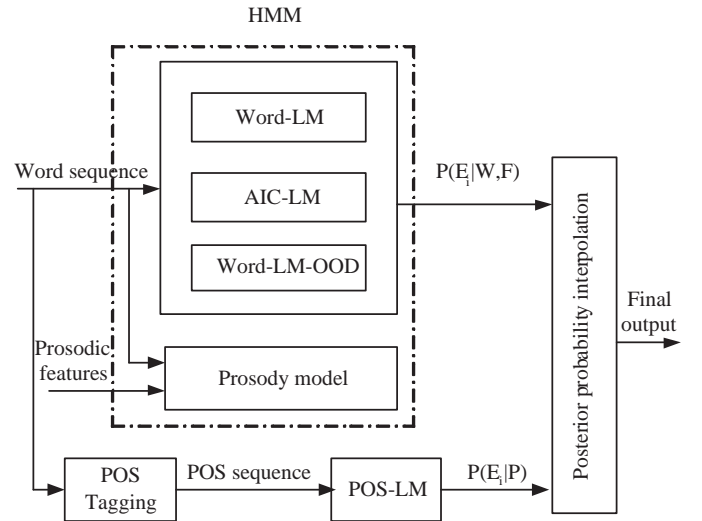 HMM
Word-LM
Word sequence
P(E_i|W,F)
AIC-LM
Word-LM-OOD
Posterior probability interpolation
Final
output
Prosodic
features
Prosody model
POS
Tagging
POS sequence
POS-LM
P(E_i|P)